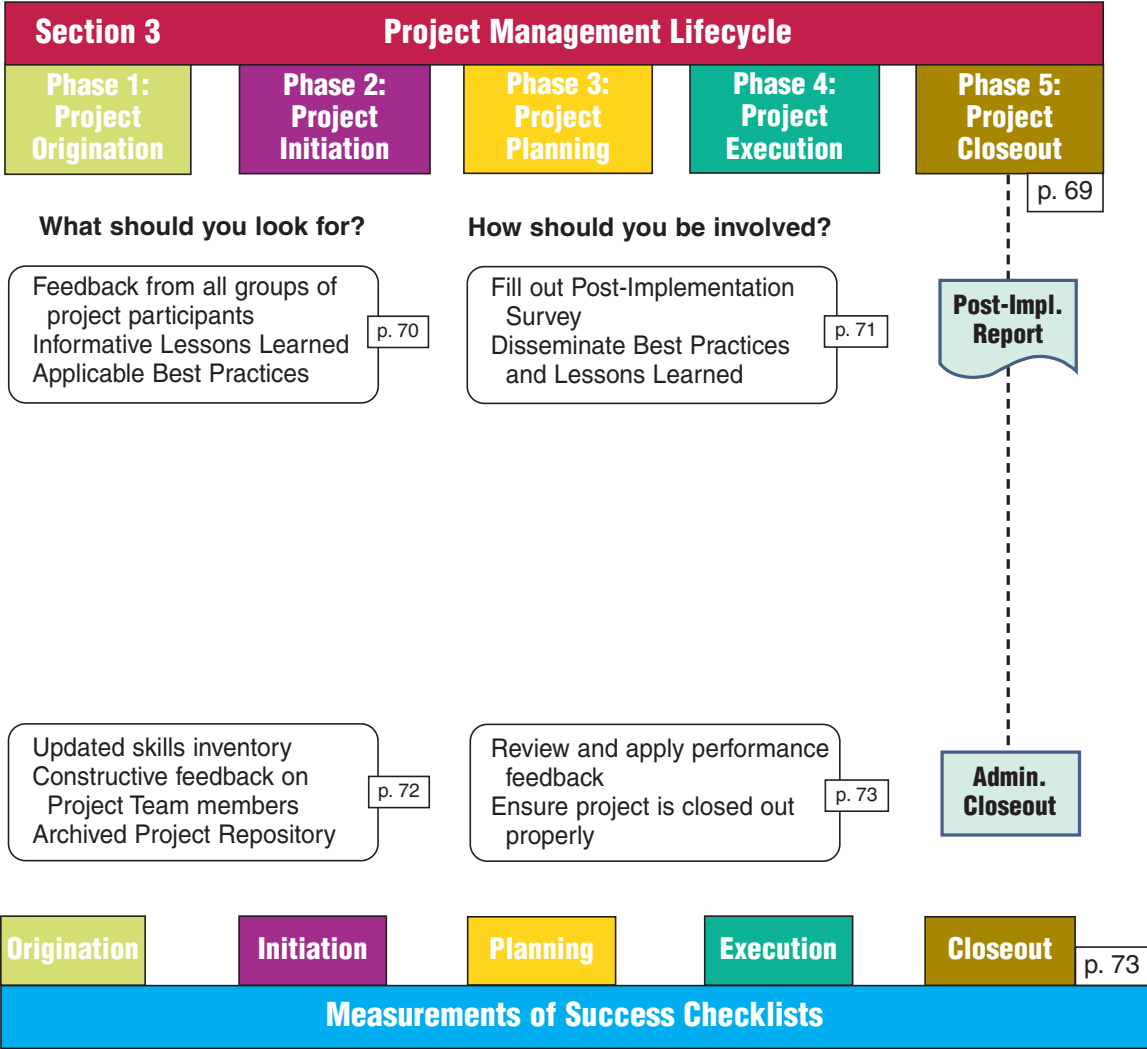 Section 3 Project Management Lifecycle
Phase 1:
Project
Origination
Phase 2:
Project
Initiation
Phase 3:
Project
Planning
Phase 4:
Project
Execution
Phase 5:
Project
Closeout
p. 69
What should you look for?
How should you be involved?
Feedback from all groups of
project participants
Informative Lessons Learned
Applicable Best Practices
p. 70
Fill out Post-Implementation
Survey
Disseminate Best Practices
and Lessons Learned
p. 71
Post-Impl.
Report
Updated skills inventory
Constructive feedback on
Project Team members
Archived Project Repository
p. 72
Review and apply performance
feedback
Ensure project is closed out
properly
p. 73
Admin.
Closeout
Origination
Initiation
Planning
Execution
Closeout
p. 73
Measurements of Success Checklists